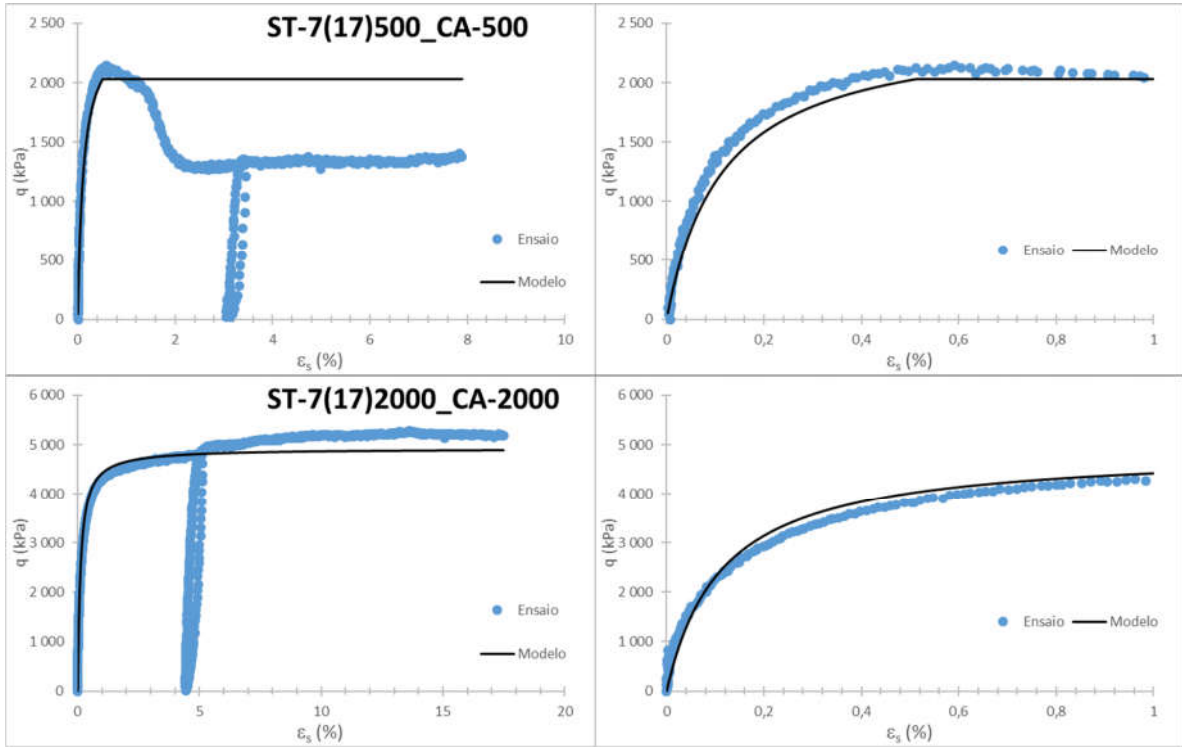 ST-7(17)500_CA-500
2 500
2 000
1 500
1 000
500
0
q (kPa)
0 2 4 6 8 10
εs (%)
Ensaio
Modelo
2 500
2 000
1 500
1 000
500
0
q (kPa)
0 0,2 0,4 0,6 0,8 1
εs (%)
Ensaio Modelo
ST-7(17)2000_CA-2000
6 000
5 000
4 000
3 000
2 000
1 000
0
q (kPa)
0 5 10 15 20
εs (%)
Ensaio
Modelo
6 000
5 000
4 000
3 000
2 000
1 000
0
q (kPa)
0 0,2 0,4 0,6 0,8 1
εs (%)
Ensaio Modelo